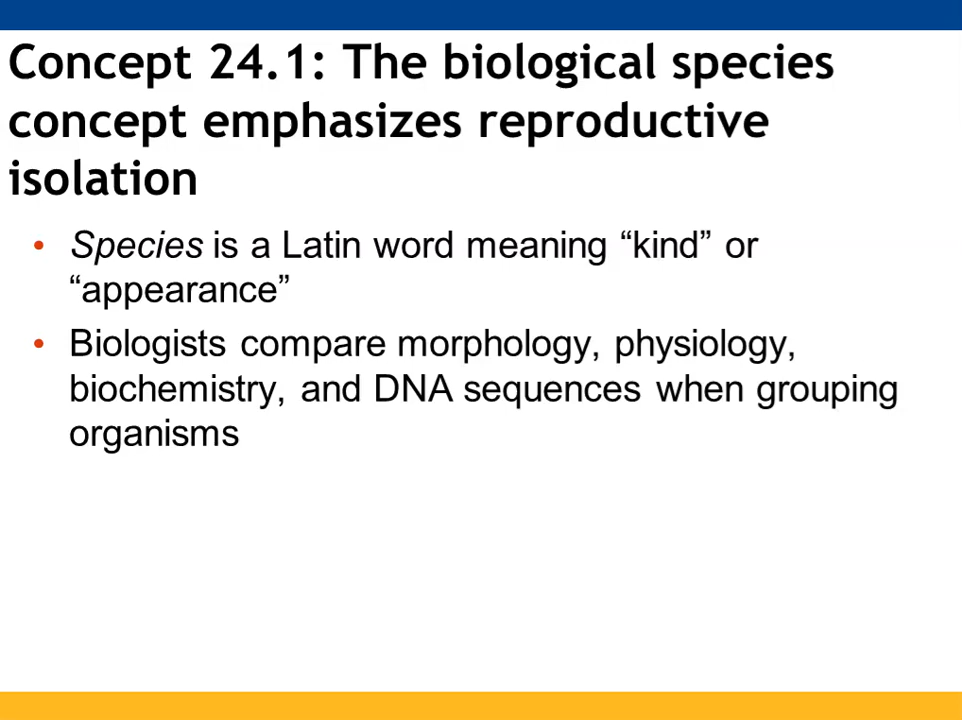 Concept 24.1: The biological species
concept emphasizes reproductive
isolation
• Species is a Latin word meaning “kind” or
“appearance”
• Biologists compare morphology, physiology,
biochemistry, and DNA sequences when grouping
organisms